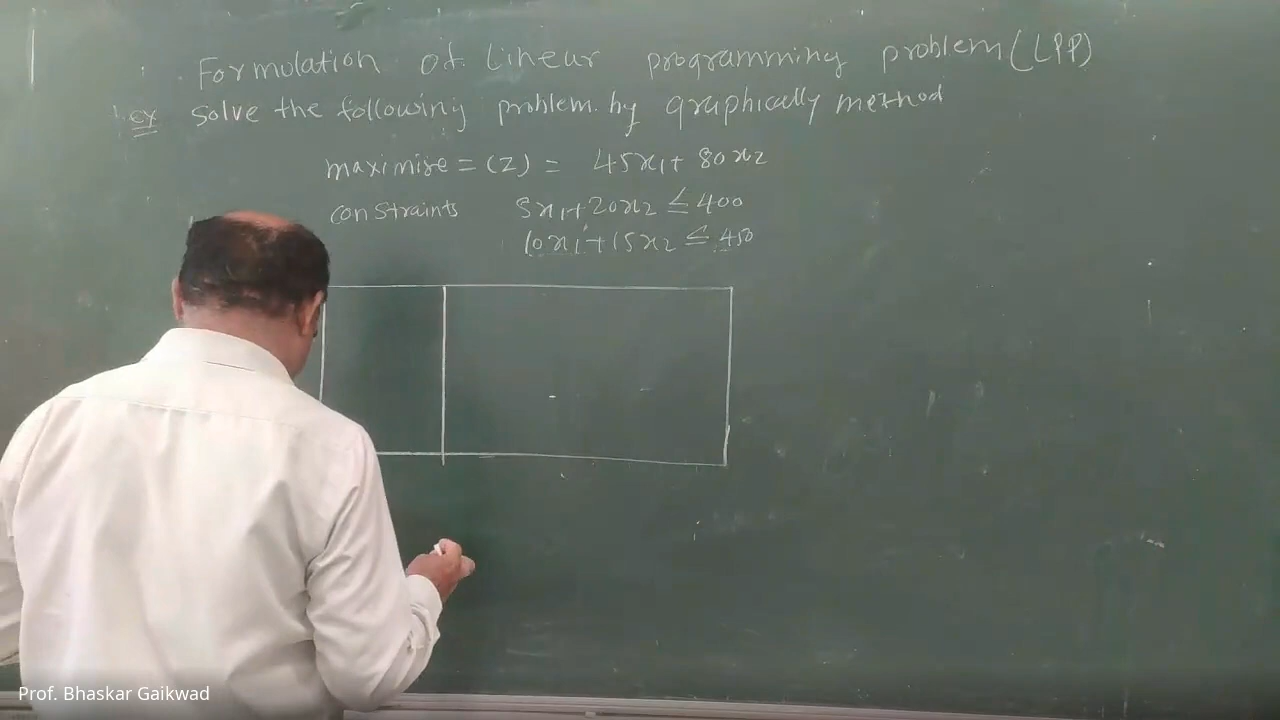 Formulation of Linear programming problem (LPP)
Ex Solve the following problem by graphically method
maximise = (Z) = 45x₁ + 80x₂
constraints 5x₁ + 20x₂ ≤ 400
10x₁ + 15x₂ ≤ 450
Prof. Bhaskar Gaikwad